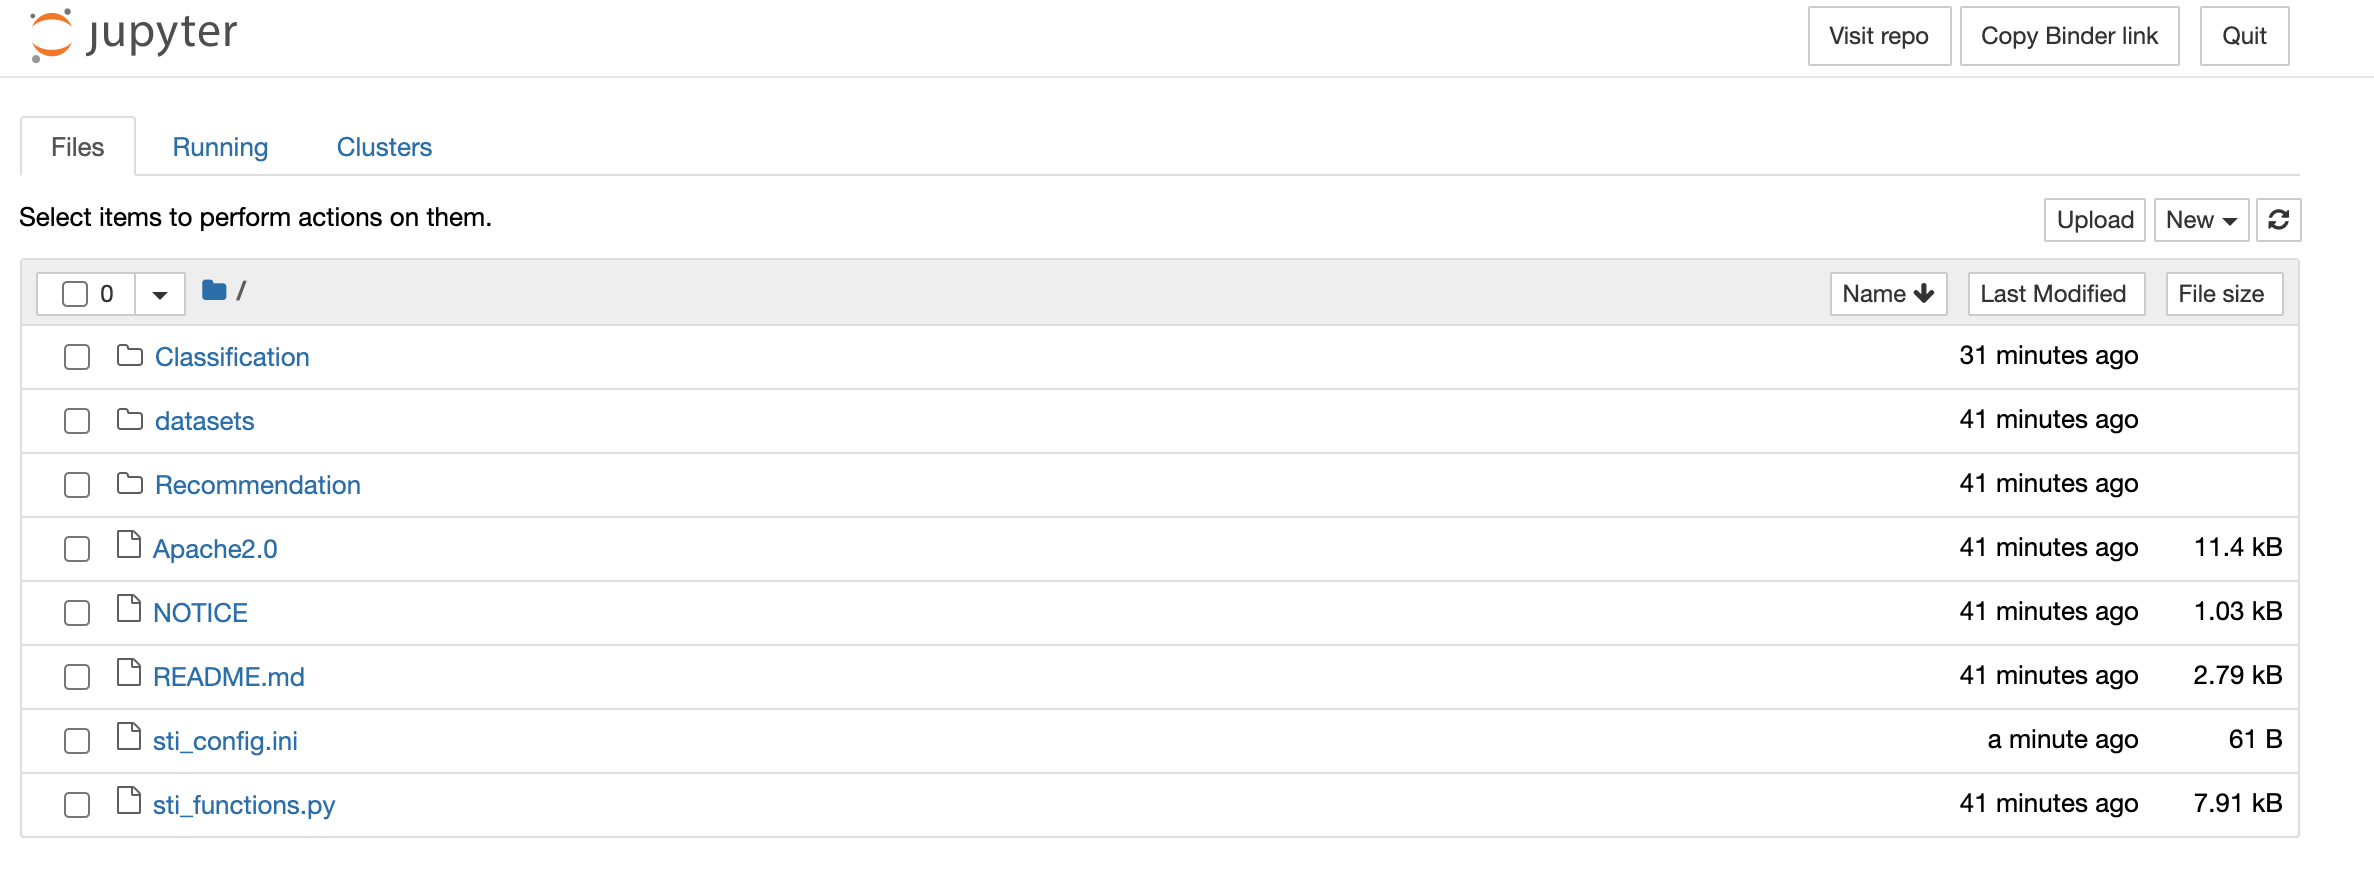 jupyter
Visit repo Copy Binder link Quit
Files Running Clusters
Select items to perform actions on them.
Upload New
0 / Name Last Modified File size
Classification 31 minutes ago
datasets 41 minutes ago
Recommendation 41 minutes ago
Apache2.0 41 minutes ago 11.4 kB
NOTICE 41 minutes ago 1.03 kB
README.md 41 minutes ago 2.79 kB
sti_config.ini a minute ago 61 B
sti_functions.py 41 minutes ago 7.91 kB